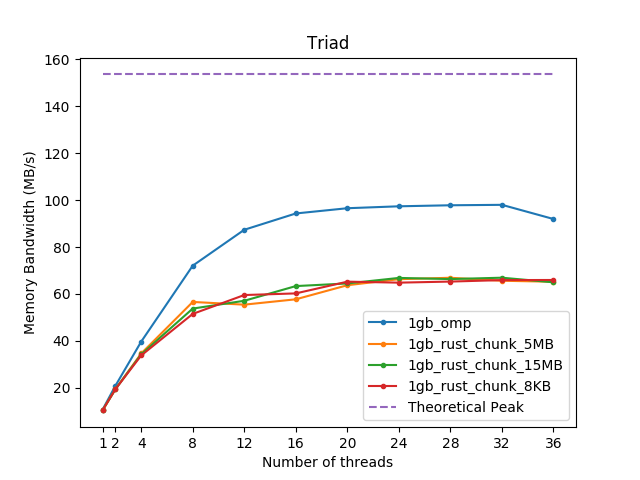 Triad
Memory Bandwidth (MB/s)
160
140
120
100
80
60
40
20
1 2 4 8 12 16 20 24 28 32 36
Number of threads
1gb_omp
1gb_rust_chunk_5MB
1gb_rust_chunk_15MB
1gb_rust_chunk_8KB
Theoretical Peak